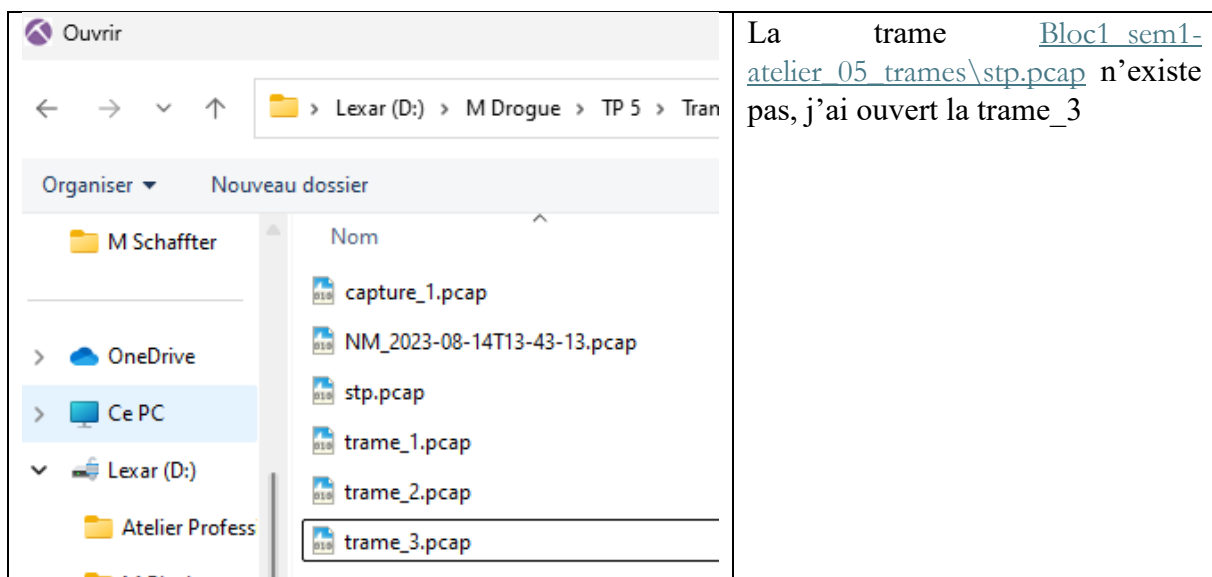 Ouvrir
Lexar (D:) > M Drogue > TP 5 > Tran
Organiser
Nouveau dossier
M Schaffter
OneDrive
Ce PC
Lexar (D:)
Atelier Profess
Nom
capture_1.pcap
NM_2023-08-14T13-43-13.pcap
stp.pcap
trame_1.pcap
trame_2.pcap
trame_3.pcap
La trame Bloc1_sem1-
atelier_05_trames\stp.pcap n’existe
pas, j’ai ouvert la trame_3